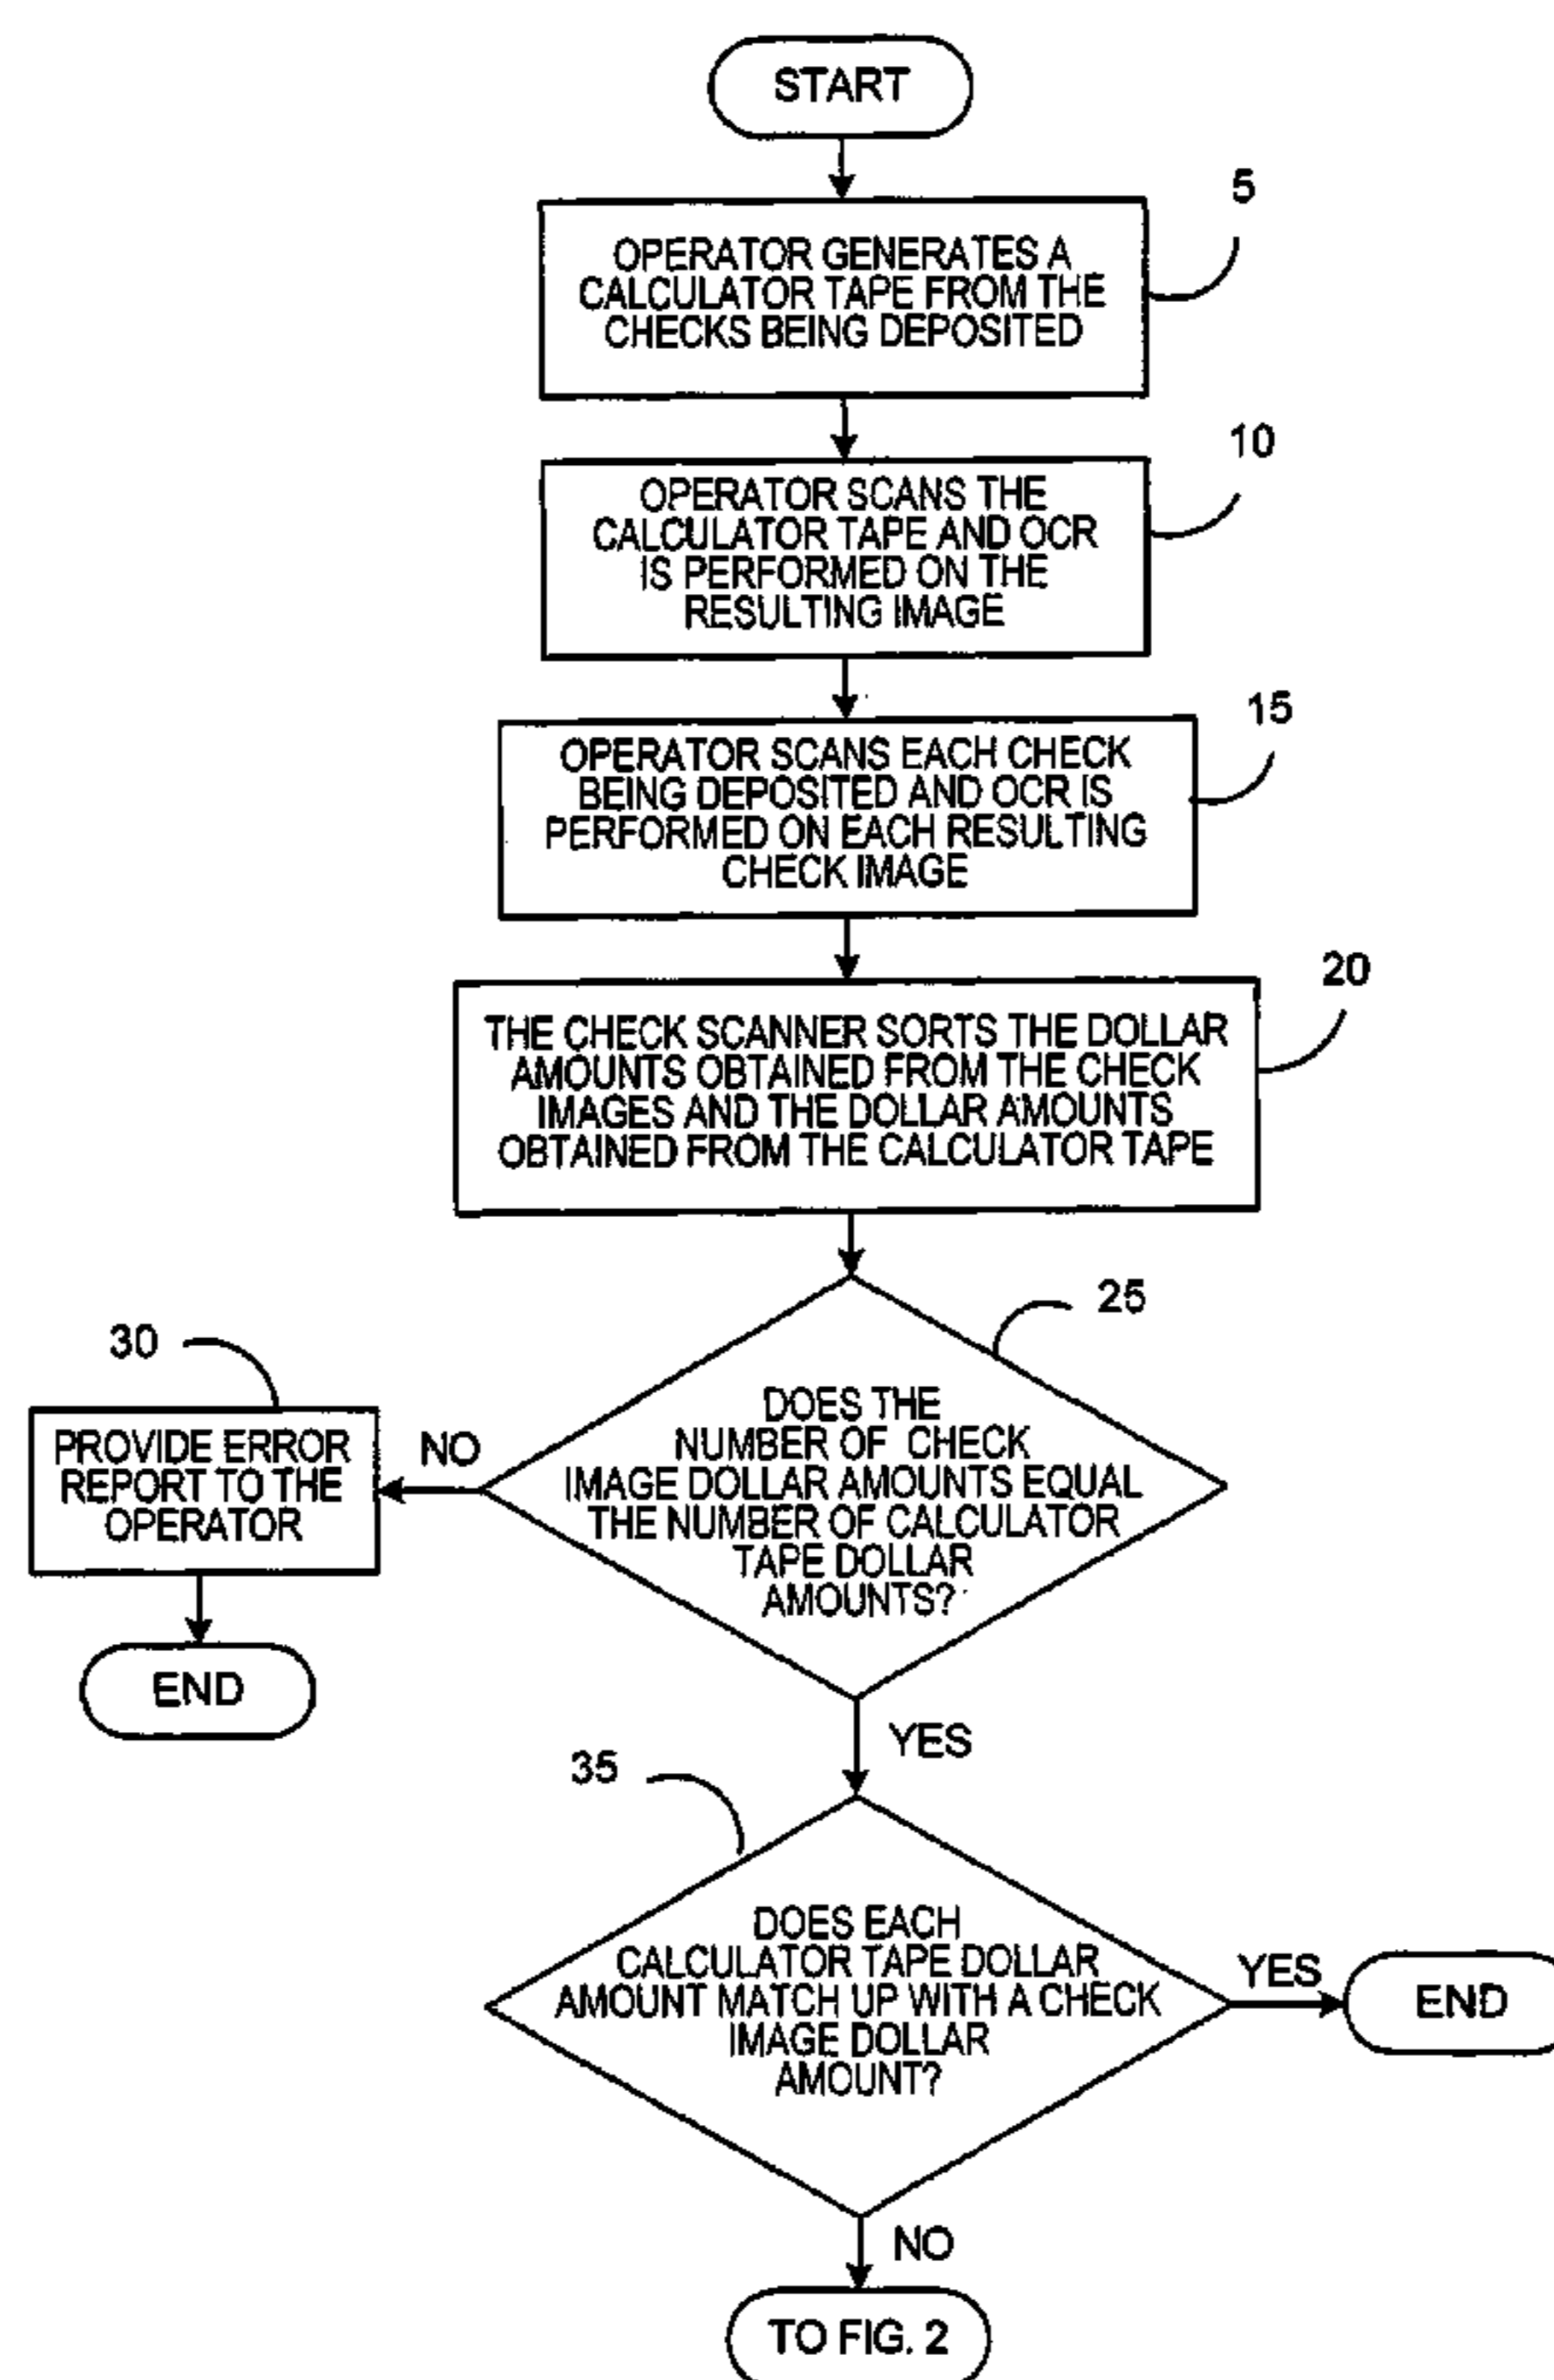 START
5
OPERATOR GENERATES A
CALCULATOR TAPE FROM THE
CHECKS BEING DEPOSITED
10
OPERATOR SCANS THE
CALCULATOR TAPE AND OCR
IS PERFORMED ON THE
RESULTING IMAGE
15
OPERATOR SCANS EACH CHECK
BEING DEPOSITED AND OCR IS
PERFORMED ON EACH RESULTING
CHECK IMAGE
20
THE CHECK SCANNER SORTS THE DOLLAR
AMOUNTS OBTAINED FROM THE CHECK
IMAGES AND THE DOLLAR AMOUNTS
OBTAINED FROM THE CALCULATOR TAPE
25
DOES THE
NUMBER OF CHECK
IMAGE DOLLAR AMOUNTS EQUAL
THE NUMBER OF CALCULATOR
TAPE DOLLAR
AMOUNTS?
NO
30
PROVIDE ERROR
REPORT TO THE
OPERATOR
END
YES
35
DOES EACH
CALCULATOR TAPE DOLLAR
AMOUNT MATCH UP WITH A CHECK
IMAGE DOLLAR
AMOUNT?
YES
END
NO
TO FIG. 2